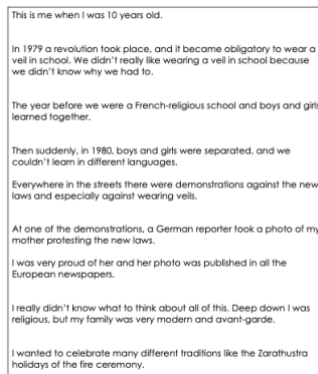 This is me when I was 10 years old.
In 1979 a revolution took place, and it became obligatory to wear a
veil in school. We didn't really like wearing a veil in school because
we didn't know why we had to.
The year before we were a French-religious school and boys and girls
learned together.
Then suddenly, in 1980, boys and girls were separated, and we
couldn't learn in different languages.
Everywhere in the streets there were demonstrations against the new
laws and especially against wearing veils.
At one of the demonstrations, a German reporter took a photo of my
mother protesting the new laws.
I was very proud of her and her photo was published in all the
European newspapers.
I really didn't know what to think about all of this. Deep down I was
religious, but my family was very modern and avant-garde.
I wanted to celebrate many different traditions like the Zarathustra
holidays of the fire ceremony.